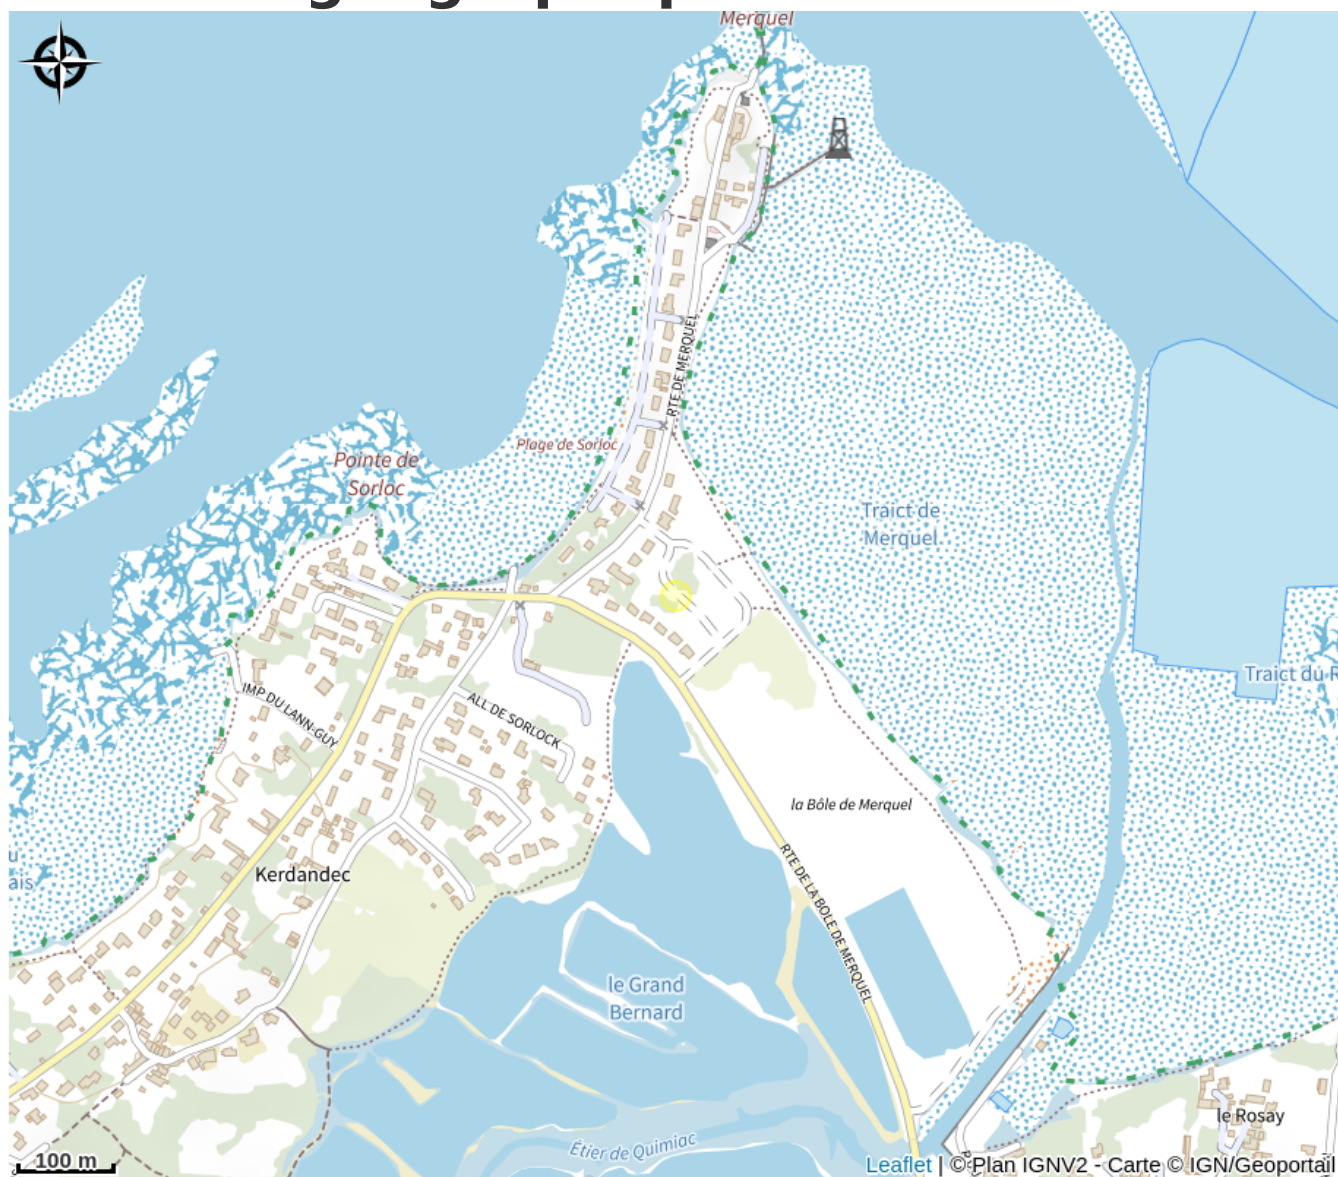 Merquel
RTE DE MERQUEL
Plage de Sorloc
Pointe de
Sorloc
Traict de
Merquel
Traict du R
IMP DU LANN-GUY
ALL DE SORLOCK
la Bôle de Merquel
RTE DE LA BOLE DE MERQUEL
Kerdandec
ais
le Grand
Bernard
Étier de Quimiac
le Rosay
100 m
Leaflet | © Plan IGNV2 - Carte © IGN/Geoportail